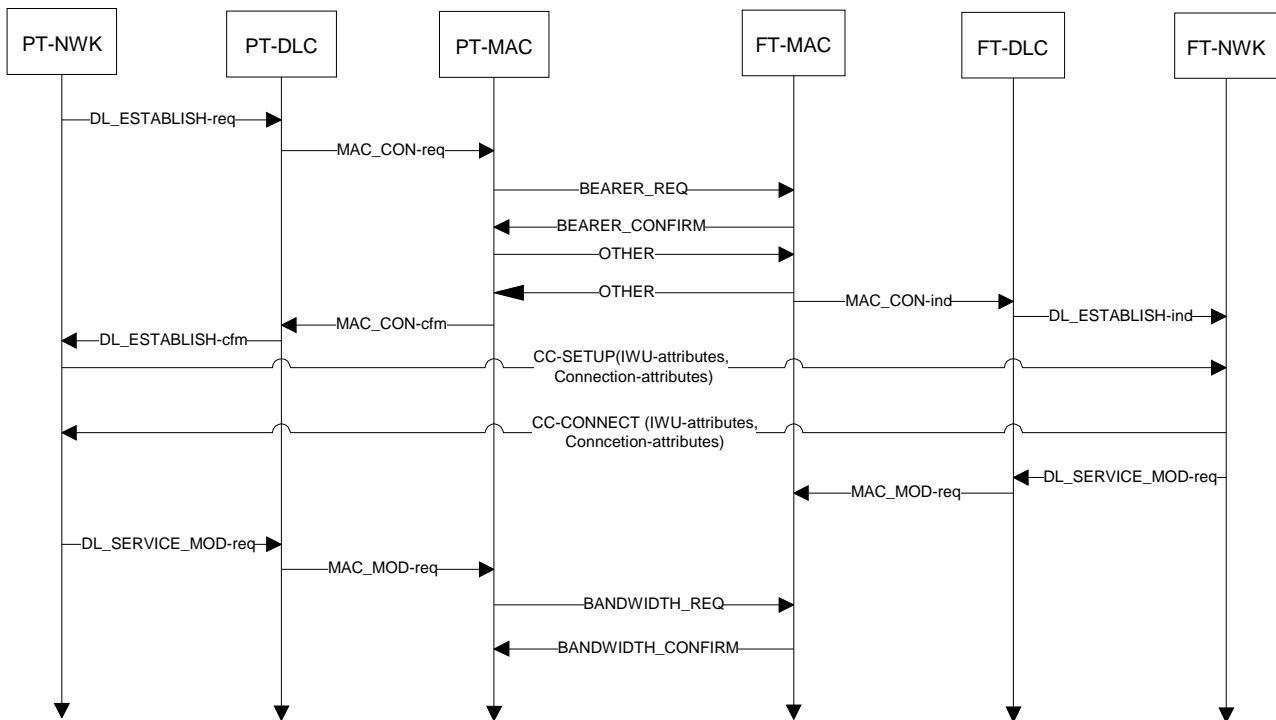 PT-NWK
PT-DLC
PT-MAC
FT-MAC
FT-DLC
FT-NWK
DL_ESTABLISH-req
MAC_CON-req
BEARER_REQ
BEARER_CONFIRM
OTHER
OTHER
MAC_CON-ind
DL_ESTABLISH-ind
MAC_CON-cfm
DL_ESTABLISH-cfm
CC-SETUP(IWU-attributes,
Connection-attributes)
CC-CONNECT (IWU-attributes,
Conncetion-attributes)
DL_SERVICE_MOD-req
MAC_MOD-req
DL_SERVICE_MOD-req
MAC_MOD-req
BANDWIDTH_REQ
BANDWIDTH_CONFIRM